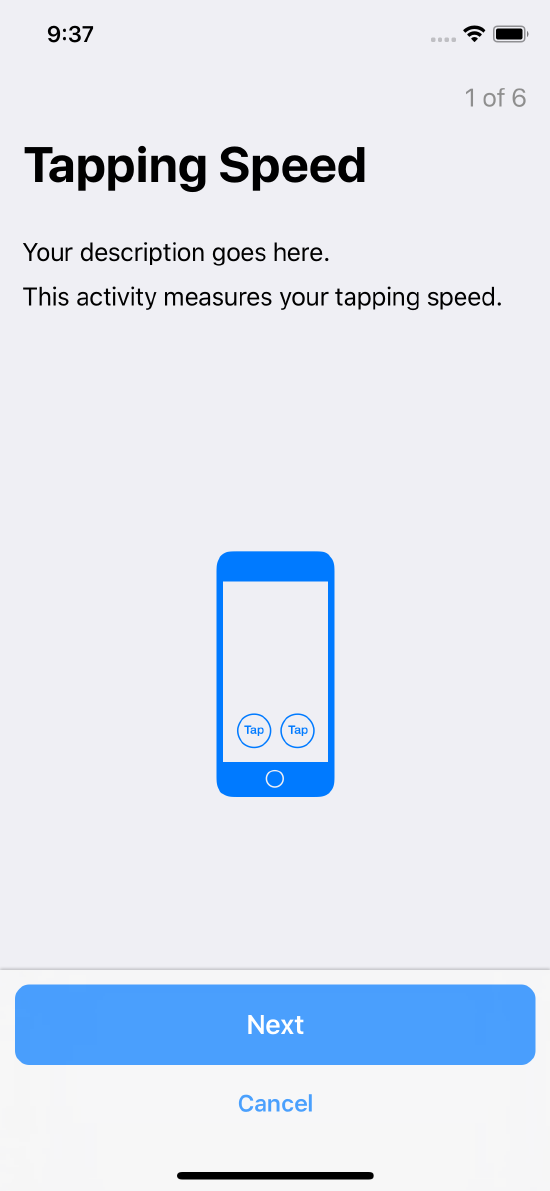 9:37
1 of 6
Tapping Speed
Your description goes here.
This activity measures your tapping speed.
Tap Tap
Next
Cancel